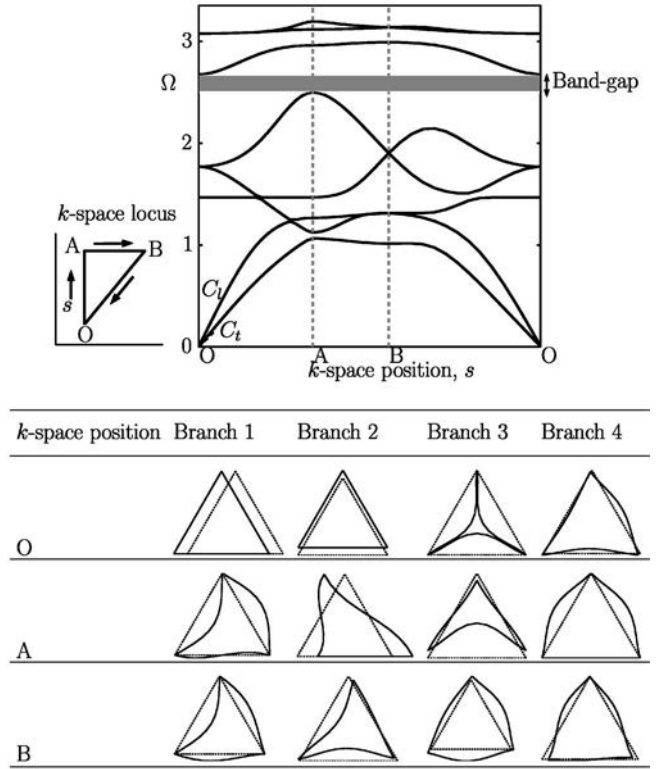 3
Ω
Band-gap
2
k-space locus
A
B
1
s
C_l
O
C_t
0
O
A
B
O
k-space position, s
k-space position Branch 1 Branch 2 Branch 3 Branch 4
O
A
B